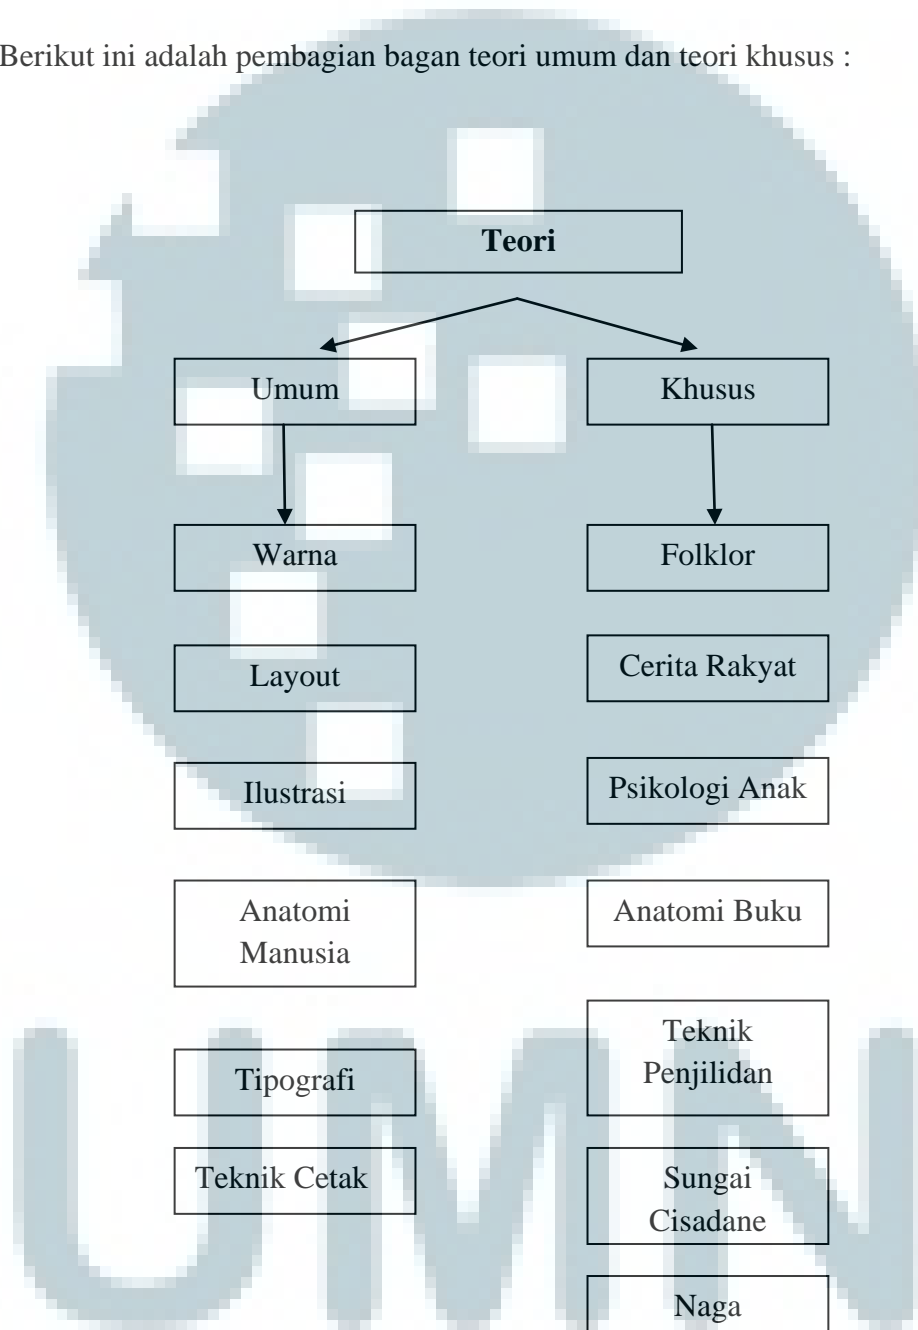 Berikut ini adalah pembagian bagan teori umum dan teori khusus :
Teori
Umum
Khusus
Warna
Folklor
Layout
Cerita Rakyat
Ilustrasi
Psikologi Anak
Anatomi
Manusia
Anatomi Buku
Teknik
Penjilidan
Tipografi
Teknik Cetak
Sungai
Cisadane
Naga
UMN